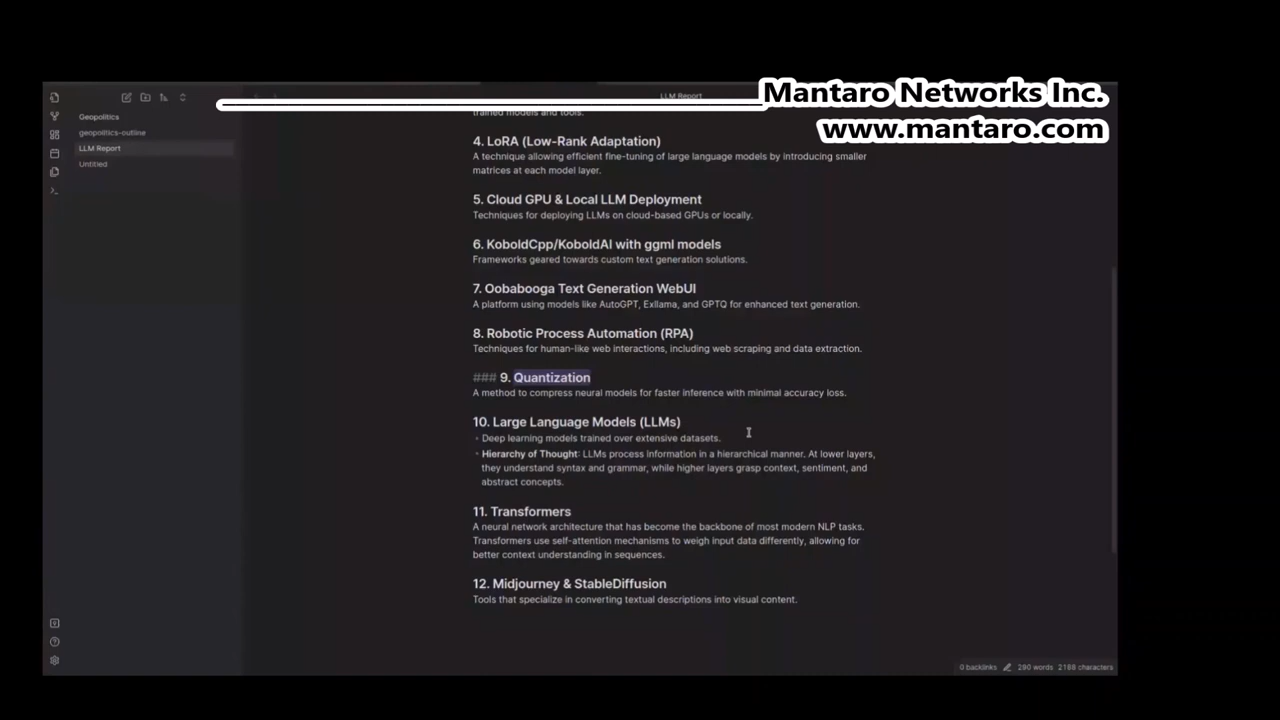 Mantaro Networks Inc.
www.mantaro.com
LLM Report
Geopolitics
geopolitics-outline
LLM Report
Untitled
trained models and tools.
4. LoRA (Low-Rank Adaptation)
A technique allowing efficient fine-tuning of large language models by introducing smaller
matrices at each model layer.
5. Cloud GPU & Local LLM Deployment
Techniques for deploying LLMs on cloud-based GPUs or locally.
6. KoboldCpp/KoboldAI with ggml models
Frameworks geared towards custom text generation solutions.
7. Oobabooga Text Generation WebUI
A platform using models like AutoGPT, Exllama, and GPTQ for enhanced text generation.
8. Robotic Process Automation (RPA)
Techniques for human-like web interactions, including web scraping and data extraction.
### 9. Quantization
A method to compress neural models for faster inference with minimal accuracy loss.
10. Large Language Models (LLMs)
• Deep learning models trained over extensive datasets.
• Hierarchy of Thought: LLMs process information in a hierarchical manner. At lower layers,
they understand syntax and grammar, while higher layers grasp context, sentiment, and
abstract concepts.
11. Transformers
A neural network architecture that has become the backbone of most modern NLP tasks.
Transformers use self-attention mechanisms to weigh input data differently, allowing for
better context understanding in sequences.
12. Midjourney & StableDiffusion
Tools that specialize in converting textual descriptions into visual content.
0 backlinks 290 words 2188 characters